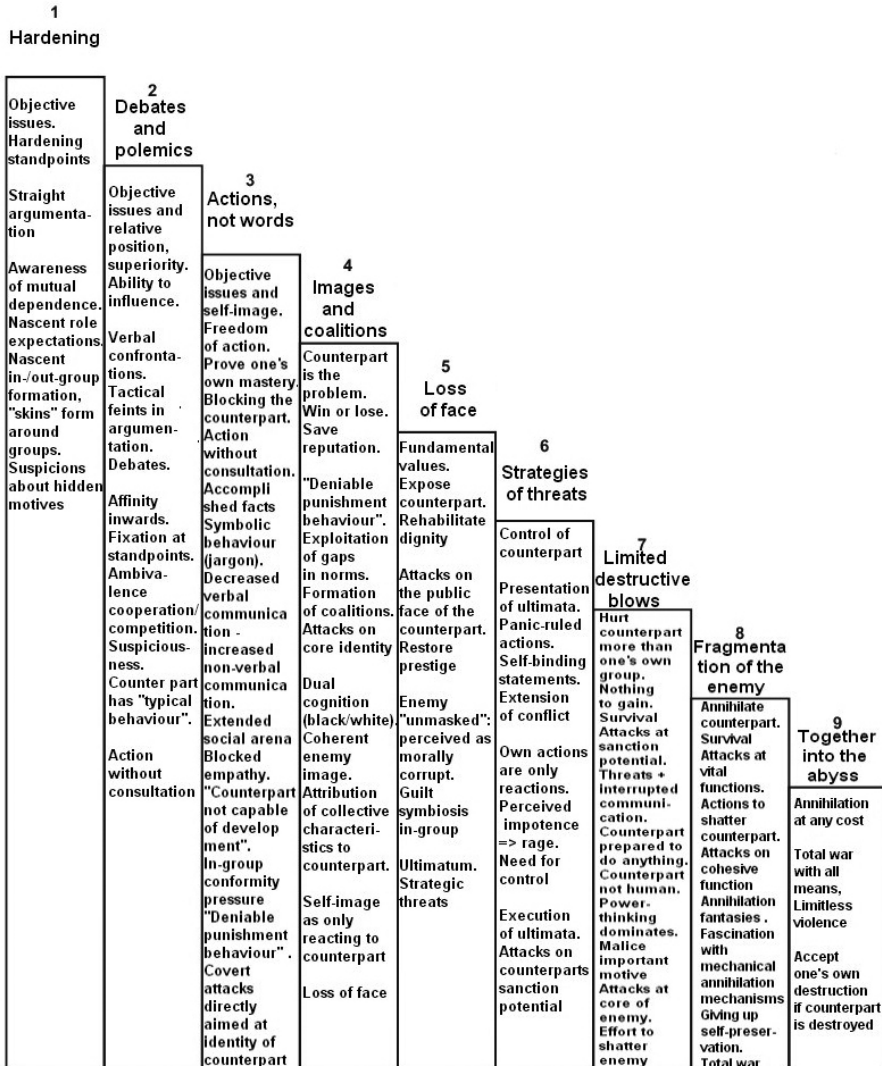 1
Hardening
Objective
issues.
Hardening
standpoints
Straight
argumenta-
tion
Awareness
of mutual
dependence.
Nascent role
expectations.
Nascent
in-/out-group
formation,
"skins" form
around
groups.
Suspicions
about hidden
motives
2
Debates
and
polemics
Objective
issues and
relative
position,
superiority.
Ability to
influence.
Verbal
confronta-
tions.
Tactical
feints in
argumen-
tation.
Debates.
Affinity
inwards.
Fixation at
standpoints.
Ambiva-
lence
cooperation/
competition.
Suspicious-
ness.
Counter part
has "typical
behaviour".
Action
without
consultation
3
Actions,
not words
Objective
issues and
self-image.
Freedom
of action.
Prove one's
own mastery.
Blocking the
counterpart.
Action
without
consultation.
Accompli
shed facts
Symbolic
behaviour
(jargon).
Decreased
verbal
communica
tion -
increased
non-verbal
communica
tion.
Extended
social arena
Blocked
empathy.
"Counterpart
not capable
of develop
ment".
In-group
conformity
pressure
"Deniable
punishment
behaviour" .
Covert
attacks
directly
aimed at
identity of
counterpart
4
Images
and
coalitions
Counterpart
is the
problem.
Win or lose.
Save
reputation.
"Deniable
punishment
behaviour".
Exploitation
of gaps
in norms.
Formation
of coalitions.
Attacks on
core identity
Dual
cognition
(black/white).
Coherent
enemy
image.
Attribution
of collective
characteri-
stics to
counterpart.
Self-image
as only
reacting to
counterpart
Loss of face
5
Loss
of face
Fundamental
values.
Expose
counterpart.
Rehabilitate
dignity
Attacks on
the public
face of the
counterpart.
Restore
prestige
Enemy
"unmasked":
perceived as
morally
corrupt.
Guilt
symbiosis
in-group
Ultimatum.
Strategic
threats
6
Strategies
of threats
Control of
counterpart
Presentation
of ultimata.
Panic-ruled
actions.
Self-binding
statements.
Extension
of conflict
Own actions
are only
reactions.
Perceived
impotence
=> rage.
Need for
control
Execution
of ultimata.
Attacks on
counterparts
sanction
potential
7
Limited
destructive
blows
Hurt
counterpart
more than
one's own
group.
Nothing
to gain.
Survival
Attacks at
sanction
potential.
Threats +
interrupted
communi-
cation.
Counterpart
prepared to
do anything.
Counterpart
not human.
Power-
thinking
dominates.
Malice
important
motive
Attacks at
core of
enemy.
Effort to
shatter
enemy
8
Fragmenta
tion of the
enemy
Annihilate
counterpart.
Survival
Attacks at
vital
functions.
Actions to
shatter
counterpart.
Attacks on
cohesive
function
Annihilation
fantasies .
Fascination
with
mechanical
annihilation
mechanisms
Giving up
self-preser-
vation.
Total war
9
Together
into the
abyss
Annihilation
at any cost
Total war
with all
means,
Limitless
violence
Accept
one's own
destruction
if counterpart
is destroyed